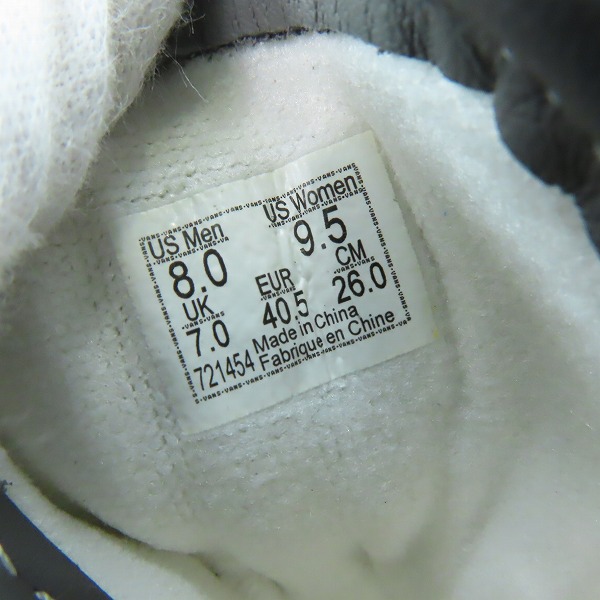 US Men US Women
8.0 9.5
UK EUR CM
7.0 40.5 26.0
721454 Made in China
Fabrique en Chine